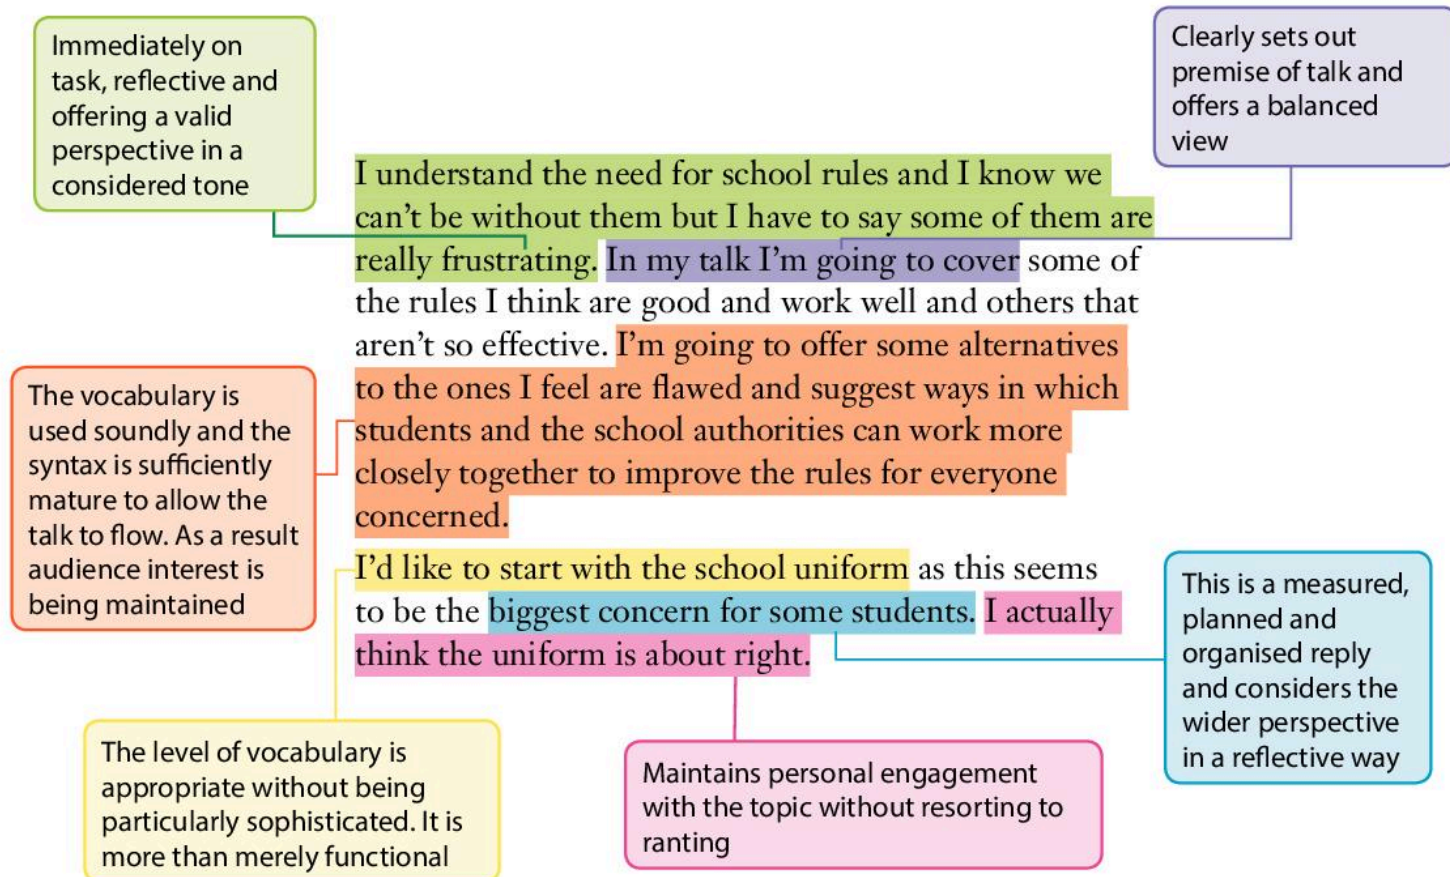 Immediately on
task, reflective and
offering a valid
perspective in a
considered tone
Clearly sets out
premise of talk and
offers a balanced
view
I understand the need for school rules and I know we
can't be without them but I have to say some of them are
really frustrating. In my talk I'm going to cover some of
the rules I think are good and work well and others that
aren't so effective. I'm going to offer some alternatives
to the ones I feel are flawed and suggest ways in which
students and the school authorities can work more
closely together to improve the rules for everyone
concerned.
I'd like to start with the school uniform as this seems
to be the biggest concern for some students. I actually
think the uniform is about right.
The vocabulary is
used soundly and the
syntax is sufficiently
mature to allow the
talk to flow. As a result
audience interest is
being maintained
This is a measured,
planned and
organised reply
and considers the
wider perspective
in a reflective way
The level of vocabulary is
appropriate without being
particularly sophisticated. It is
more than merely functional
Maintains personal engagement
with the topic without resorting to
ranting